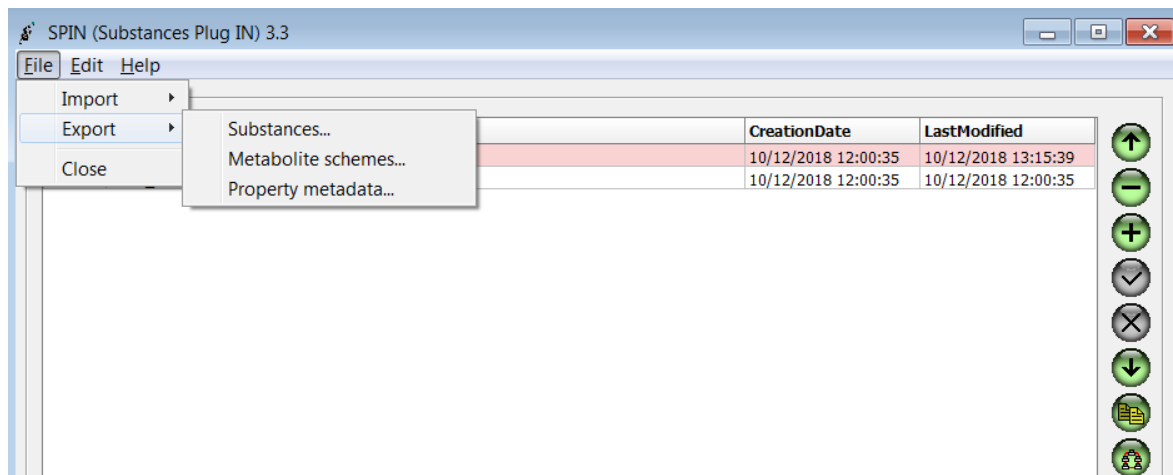 SPIN (Substances Plug IN) 3.3
File Edit Help
Import
Export
Close
Substances...
Metabolite schemes...
Property metadata...
CreationDate LastModified
10/12/2018 12:00:35 10/12/2018 13:15:39
10/12/2018 12:00:35 10/12/2018 12:00:35